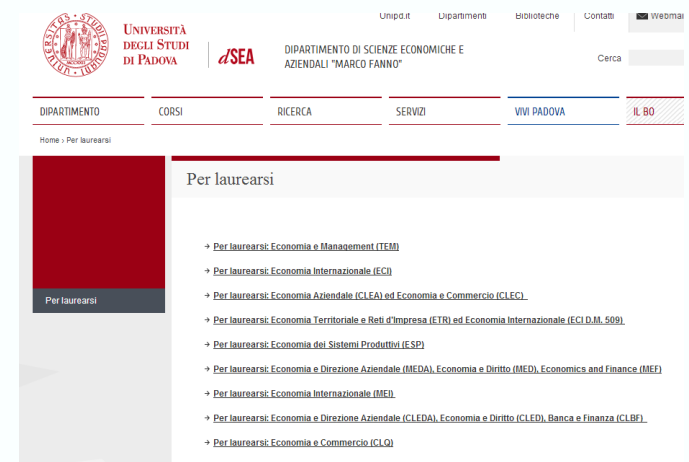 Unipd.it Dipartimenti Biblioteche Contatti Webmail
UNIVERSITÀ
DEGLI STUDI
DI PADOVA
dSEA
DIPARTIMENTO DI SCIENZE ECONOMICHE E
AZIENDALI "MARCO FANNO"
Cerca
DIPARTIMENTO CORSI RICERCA SERVIZI VIVI PADOVA IL BO
Home › Per laurearsi
Per laurearsi
Per laurearsi
→ Per laurearsi: Economia e Management (TEM)
→ Per laurearsi: Economia Internazionale (ECI)
→ Per laurearsi: Economia Aziendale (CLEA) ed Economia e Commercio (CLEC)
→ Per laurearsi: Economia Territoriale e Reti d'Impresa (ETR) ed Economia Internazionale (ECI D.M. 509)
→ Per laurearsi: Economia dei Sistemi Produttivi (ESP)
→ Per laurearsi: Economia e Direzione Aziendale (MEDA), Economia e Diritto (MED), Economics and Finance (MEF)
→ Per laurearsi: Economia Internazionale (MEI)
→ Per laurearsi: Economia e Direzione Aziendale (CLEDA), Economia e Diritto (CLED), Banca e Finanza (CLBF)
→ Per laurearsi: Economia e Commercio (CLQ)